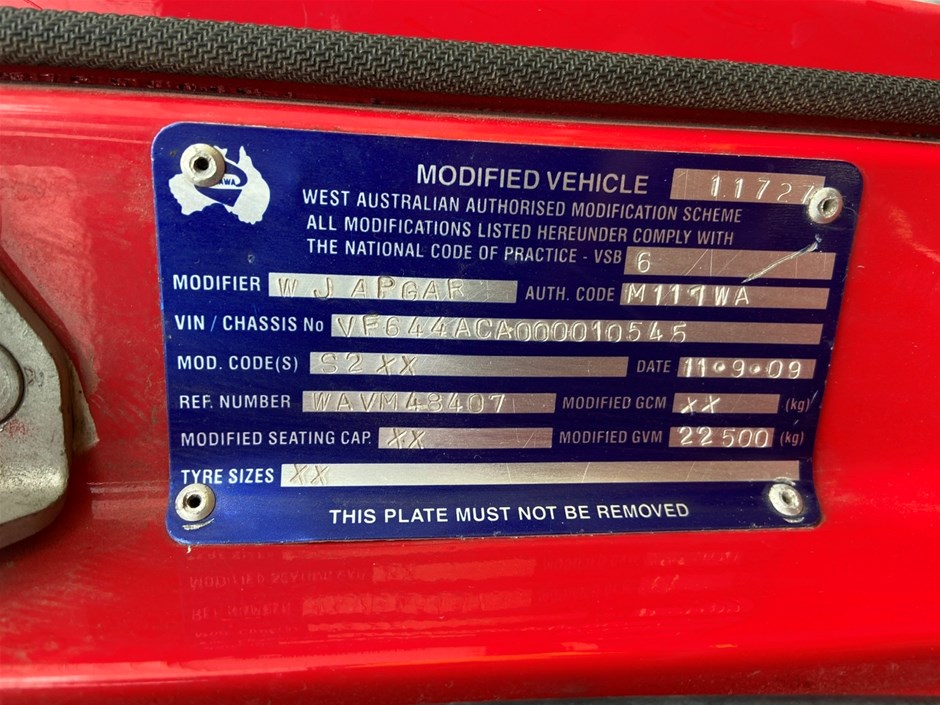 MODIFIED VEHICLE 11727
WEST AUSTRALIAN AUTHORISED MODIFICATION SCHEME
ALL MODIFICATIONS LISTED HEREUNDER COMPLY WITH
THE NATIONAL CODE OF PRACTICE - VSB 6
MODIFIER W J APGAR AUTH. CODE M111WA
VIN / CHASSIS No VF644ACA000010545
MOD. CODE(S) S2 XX DATE 11•9•09
REF. NUMBER WAVM48407 MODIFIED GCM XX (kg)
MODIFIED SEATING CAP. XX MODIFIED GVM 22500 (kg)
TYRE SIZES XX
THIS PLATE MUST NOT BE REMOVED